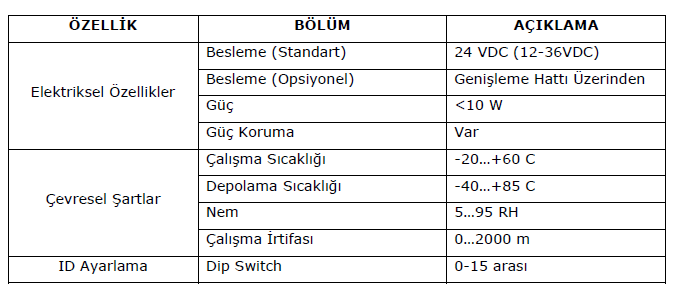 ÖZELLİK BÖLÜM AÇIKLAMA
Elektriksel Özellikler
Besleme (Standart) 24 VDC (12-36VDC)
Besleme (Opsiyonel) Genişleme Hattı Üzerinden
Güç <10 W
Güç Koruma Var
Çevresel Şartlar
Çalışma Sıcaklığı -20…+60 C
Depolama Sıcaklığı -40…+85 C
Nem 5…95 RH
Çalışma İrtifası 0…2000 m
ID Ayarlama Dip Switch 0-15 arası